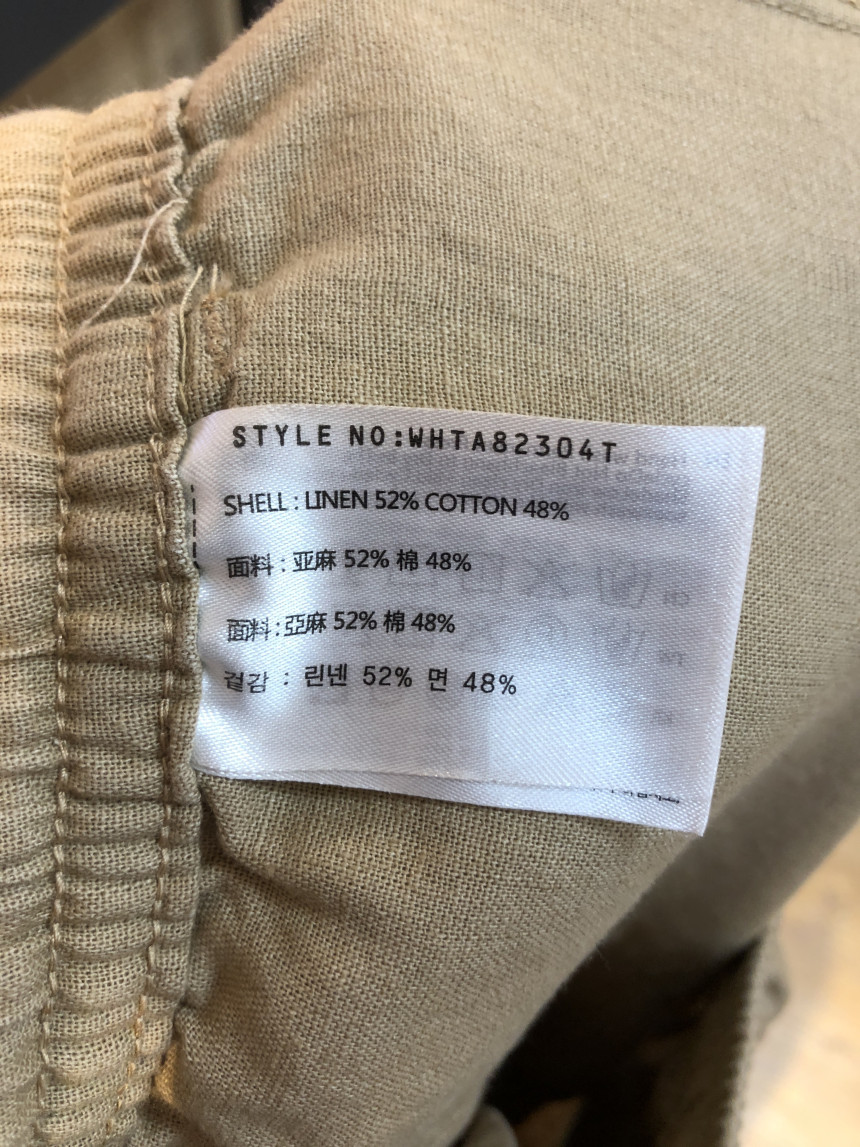 STYLE NO:WHTA82304T
SHELL : LINEN 52% COTTON 48%
面料 : 亚麻 52% 棉 48%
面料 : 亞麻 52% 棉 48%
겉감 : 린넨 52% 면 48%